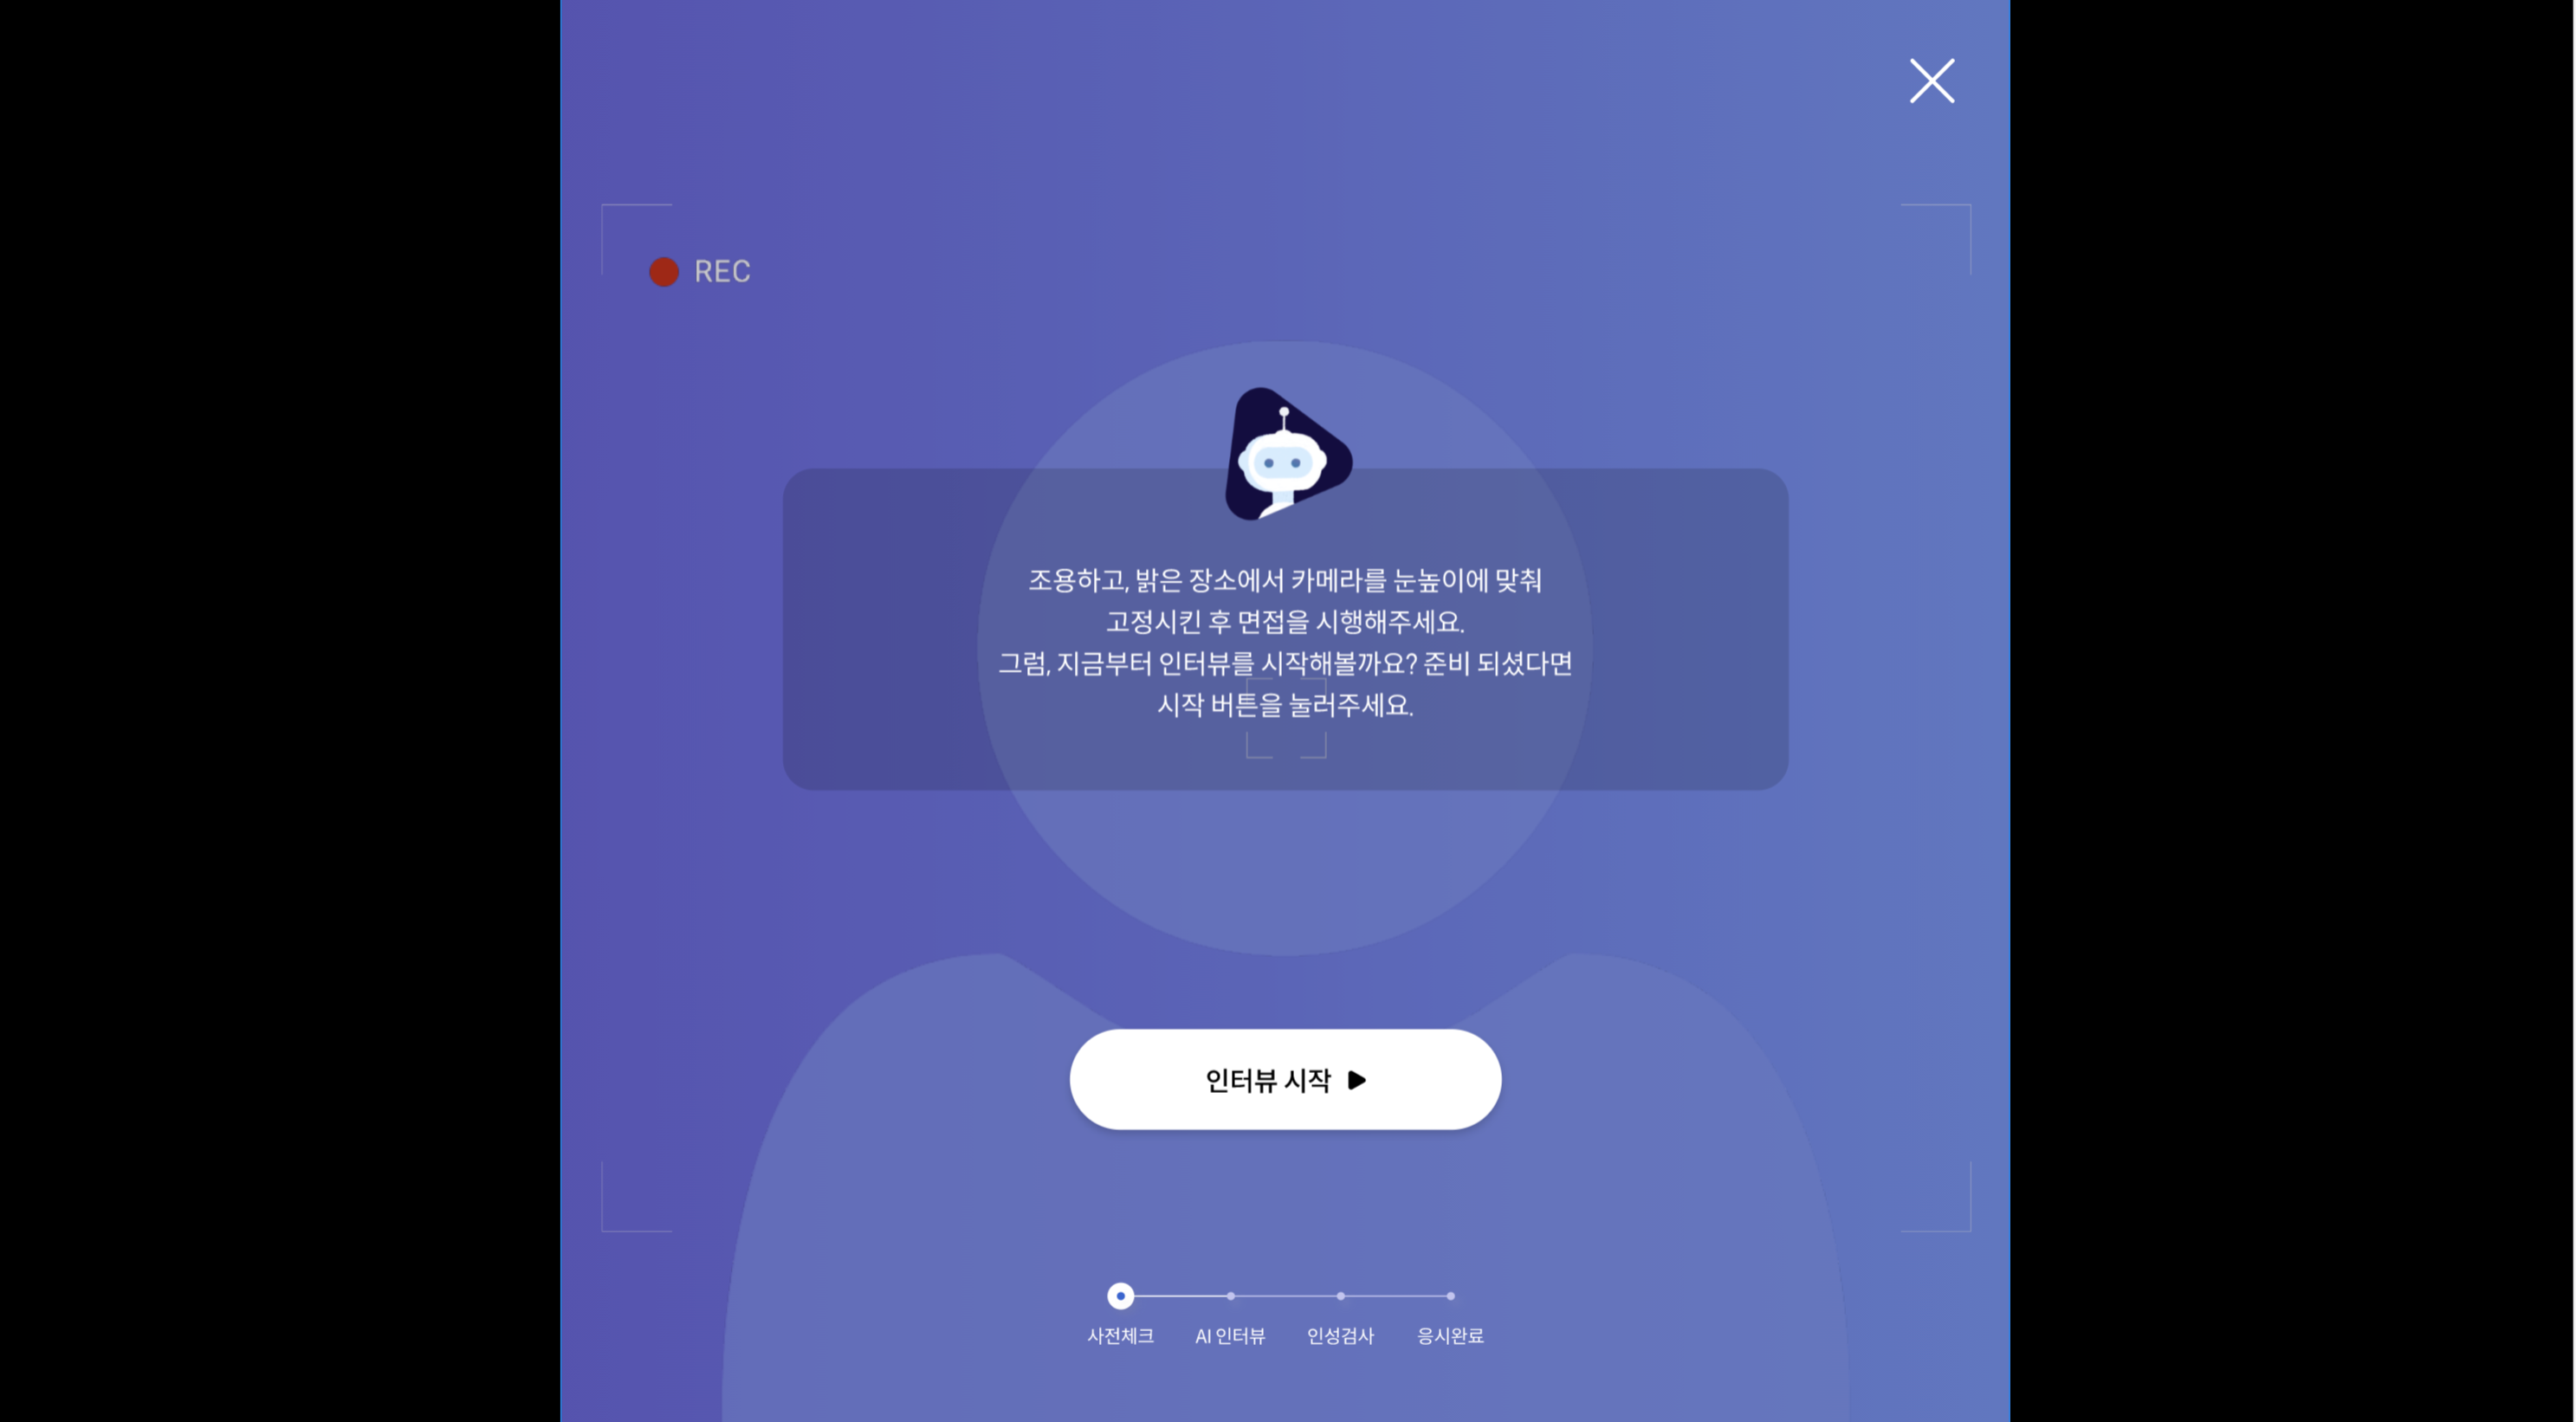 REC
조용하고, 밝은 장소에서 카메라를 눈높이에 맞춰
고정시킨 후 면접을 시행해주세요.
그럼, 지금부터 인터뷰를 시작해볼까요? 준비 되셨다면
시작 버튼을 눌러주세요.
인터뷰 시작
사전체크 AI 인터뷰 인성검사 응시완료